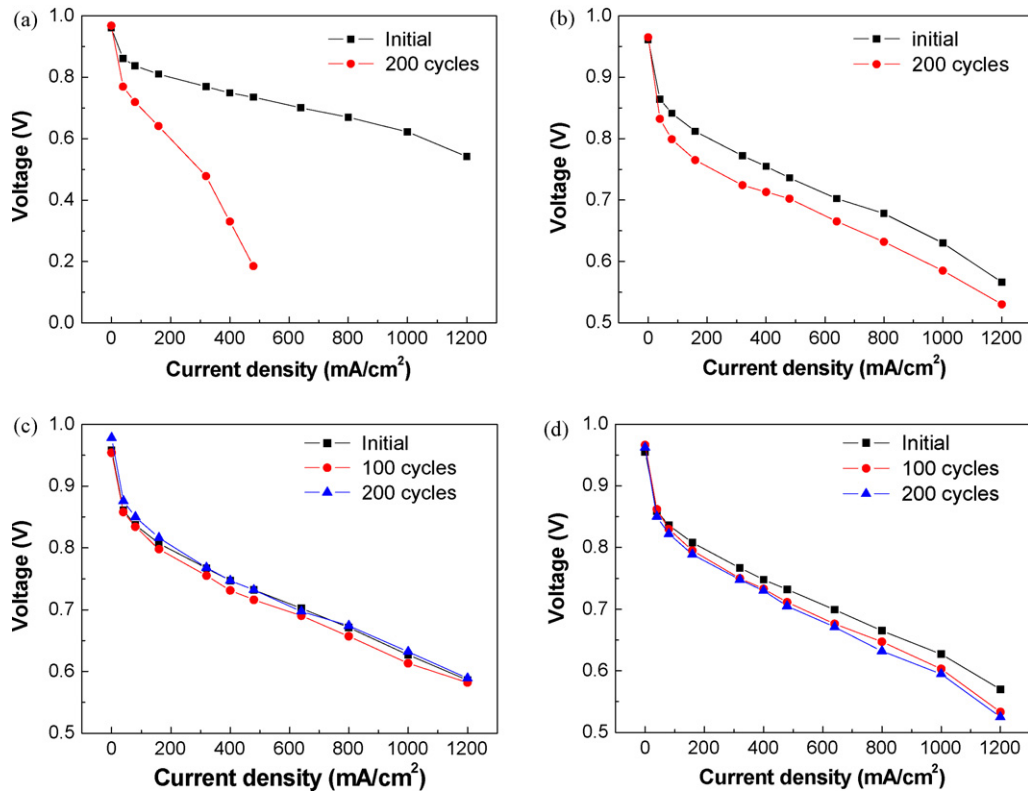 (a)
1.0
0.8
0.6
0.4
0.2
0.0
Voltage (V)
Initial
200 cycles
0 200 400 600 800 1000 1200
Current density (mA/cm²)
(b)
1.0
0.9
0.8
0.7
0.6
0.5
Voltage (V)
initial
200 cycles
0 200 400 600 800 1000 1200
Current density (mA/cm²)
(c)
1.0
0.9
0.8
0.7
0.6
0.5
Voltage (V)
Initial
100 cycles
200 cycles
0 200 400 600 800 1000 1200
Current density (mA/cm²)
(d)
1.0
0.9
0.8
0.7
0.6
0.5
Voltage (V)
Initial
100 cycles
200 cycles
0 200 400 600 800 1000 1200
Current density (mA/cm²)